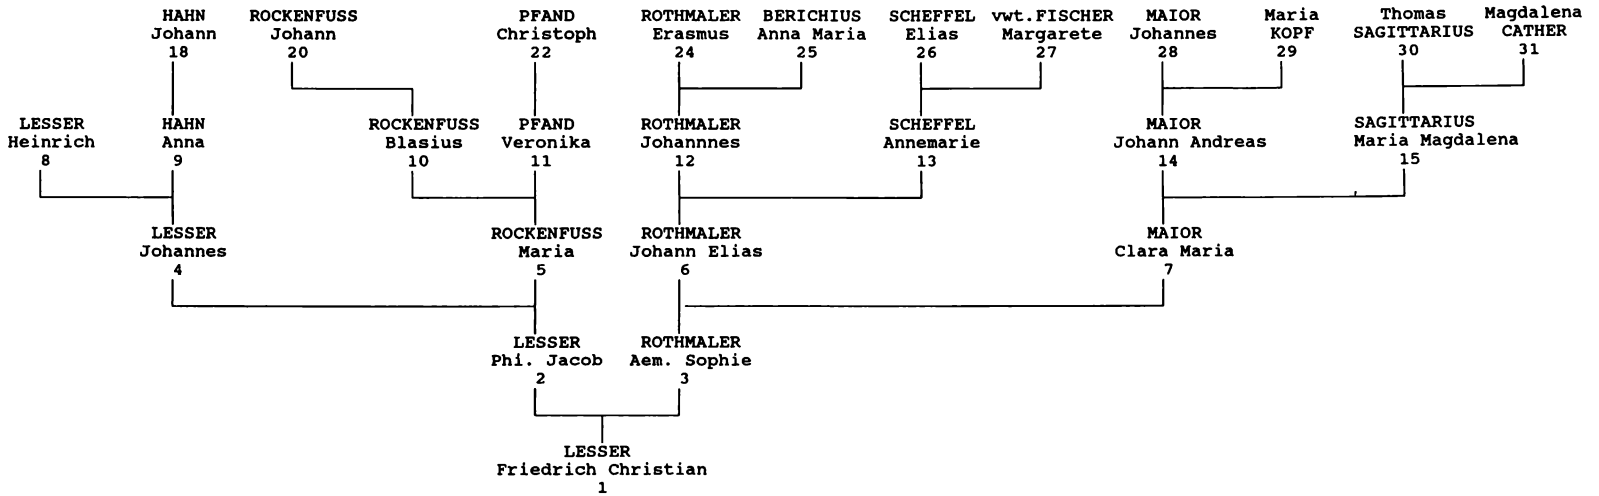 HAHN
Johann
18
ROCKENFUSS
Johann
20
PFAND
Christoph
22
ROTHMALER
Erasmus
24
BERICHIUS
Anna Maria
25
SCHEFFEL
Elias
26
vwt.FISCHER
Margarete
27
MAIOR
Johannes
28
Maria
KOPF
29
Thomas
SAGITTARIUS
30
Magdalena
CATHER
31
LESSER
Heinrich
8
HAHN
Anna
9
ROCKENFUSS
Blasius
10
PFAND
Veronika
11
ROTHMALER
Johannnes
12
SCHEFFEL
Annemarie
13
MAIOR
Johann Andreas
14
SAGITTARIUS
Maria Magdalena
15
LESSER
Johannes
4
ROCKENFUSS
Maria
5
ROTHMALER
Johann Elias
6
MAIOR
Clara Maria
7
LESSER
Phi. Jacob
2
ROTHMALER
Aem. Sophie
3
LESSER
Friedrich Christian
1